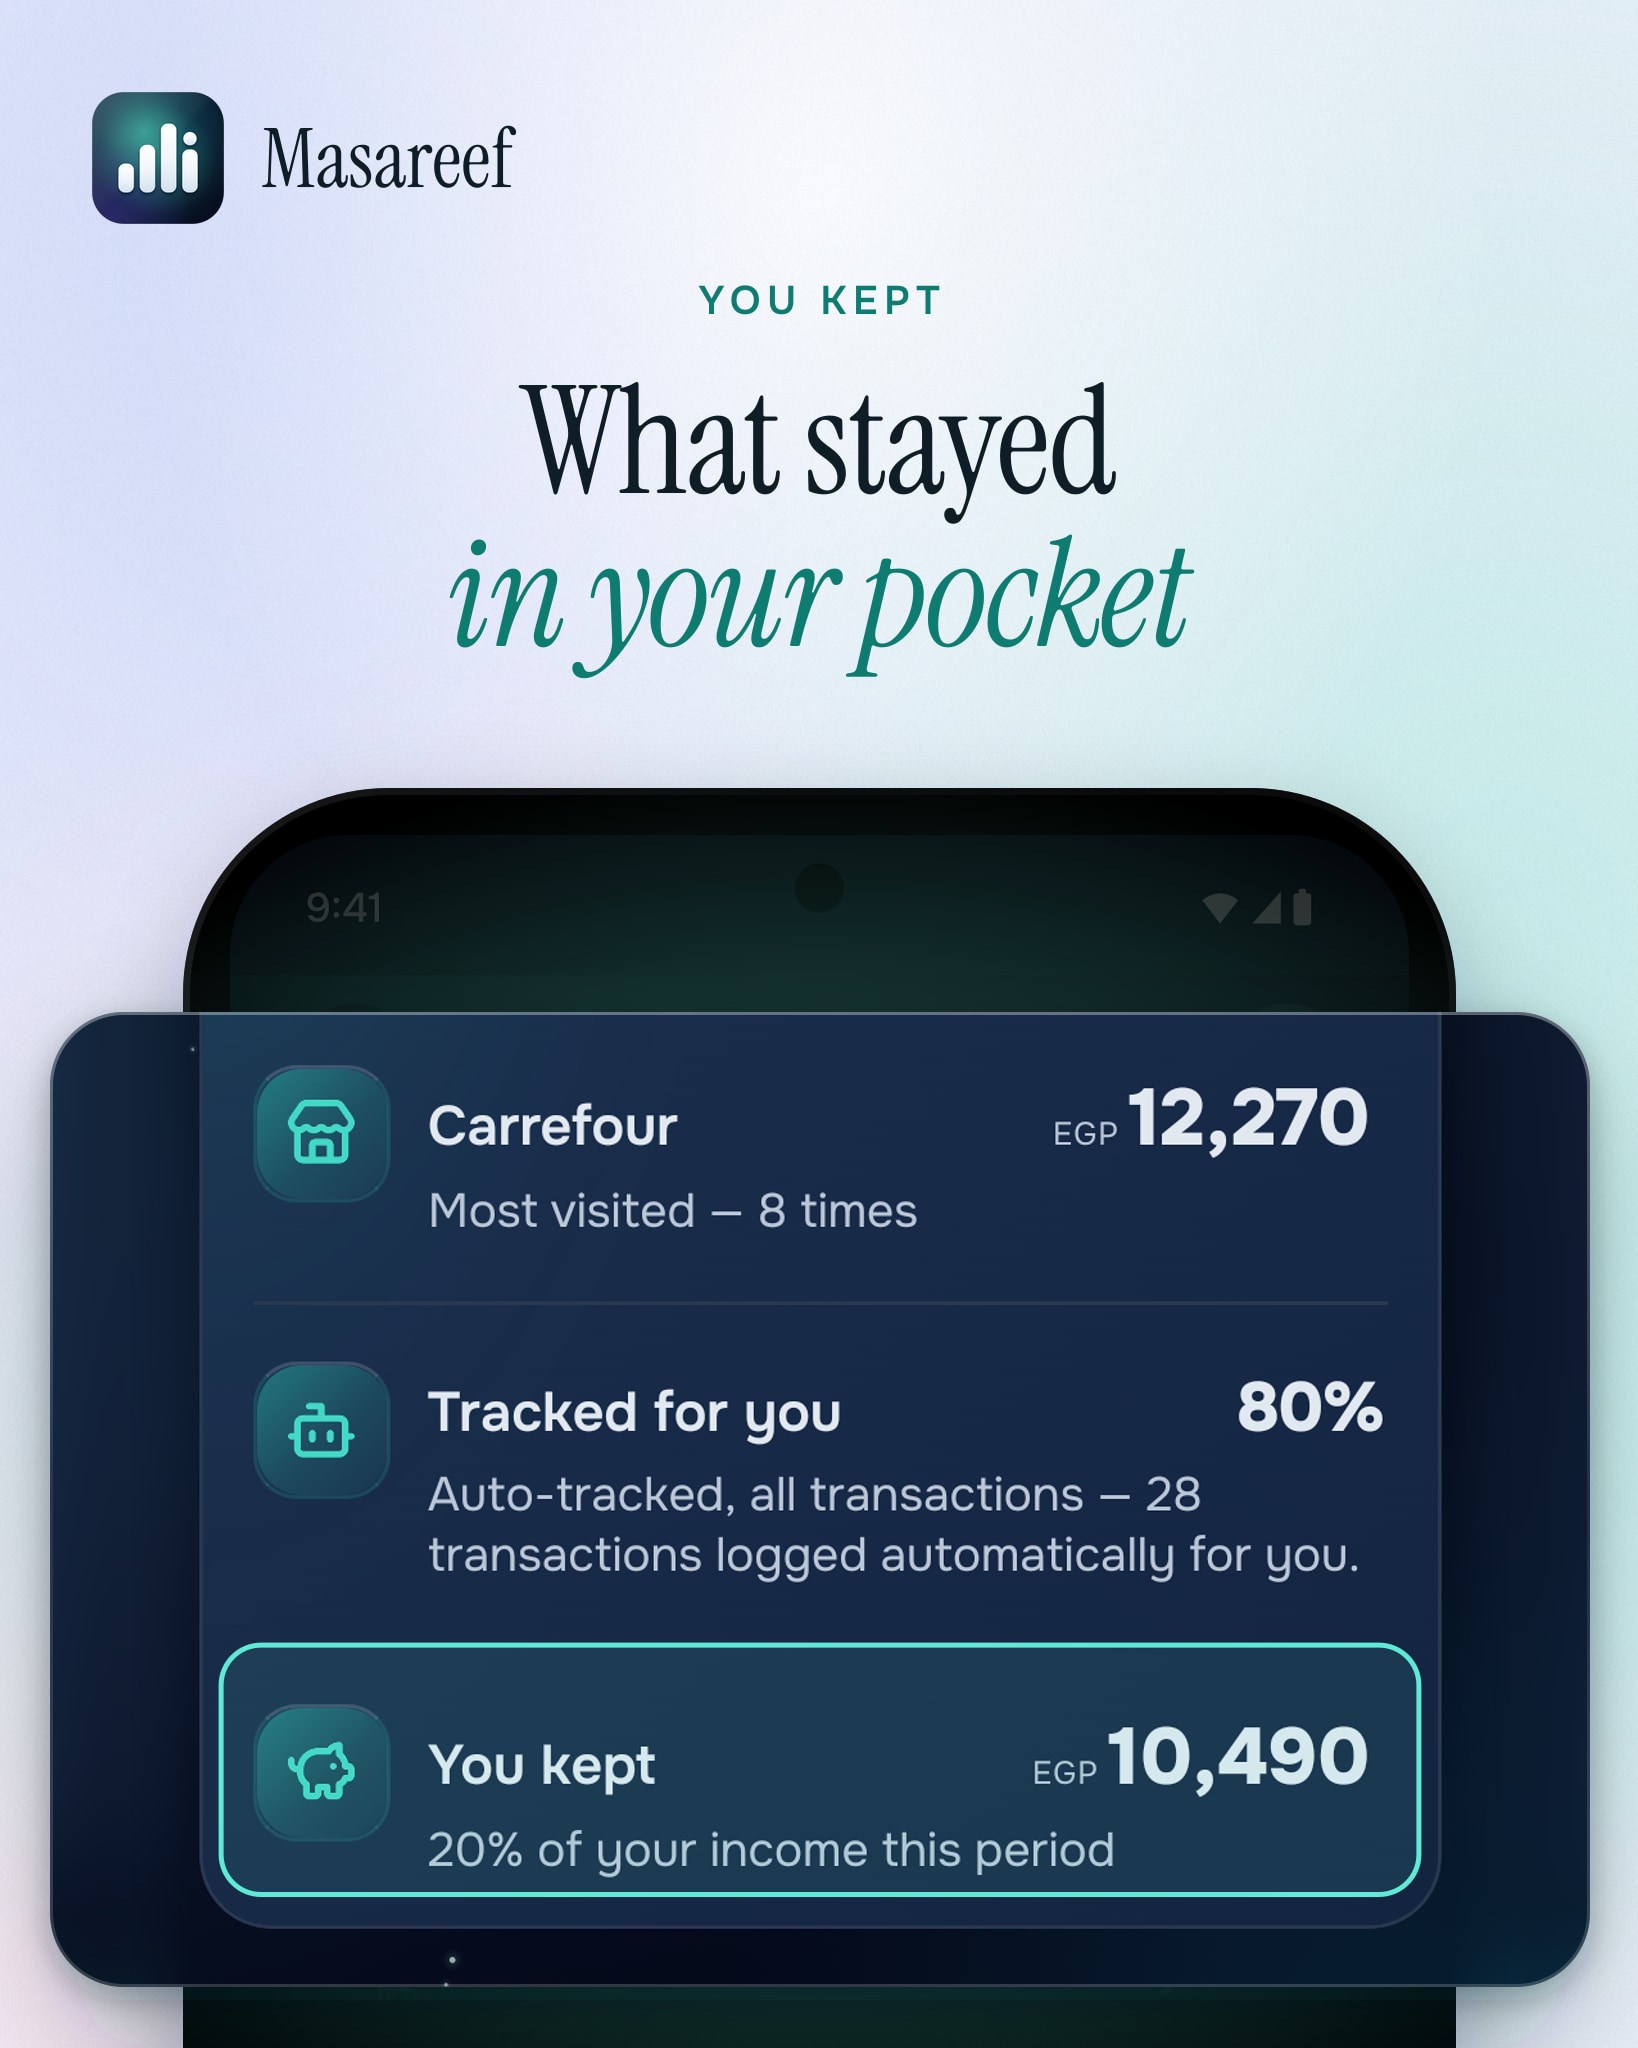 Masareef
YOU KEPT
What stayed
in your pocket
9:41
Carrefour
EGP 12,270
Most visited — 8 times
Tracked for you
80%
Auto-tracked, all transactions — 28
transactions logged automatically for you.
You kept
EGP 10,490
20% of your income this period